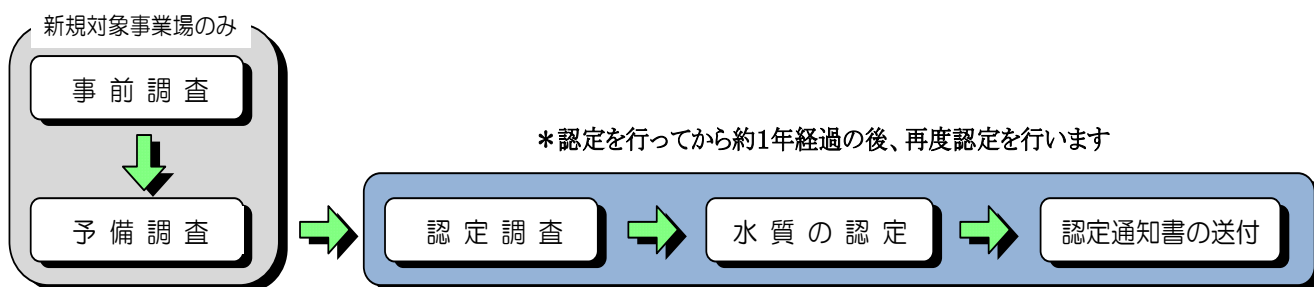 新規対象事業場のみ
事前調査
予備調査
＊認定を行ってから約1年経過の後、再度認定を行います
認定調査
水質の認定
認定通知書の送付